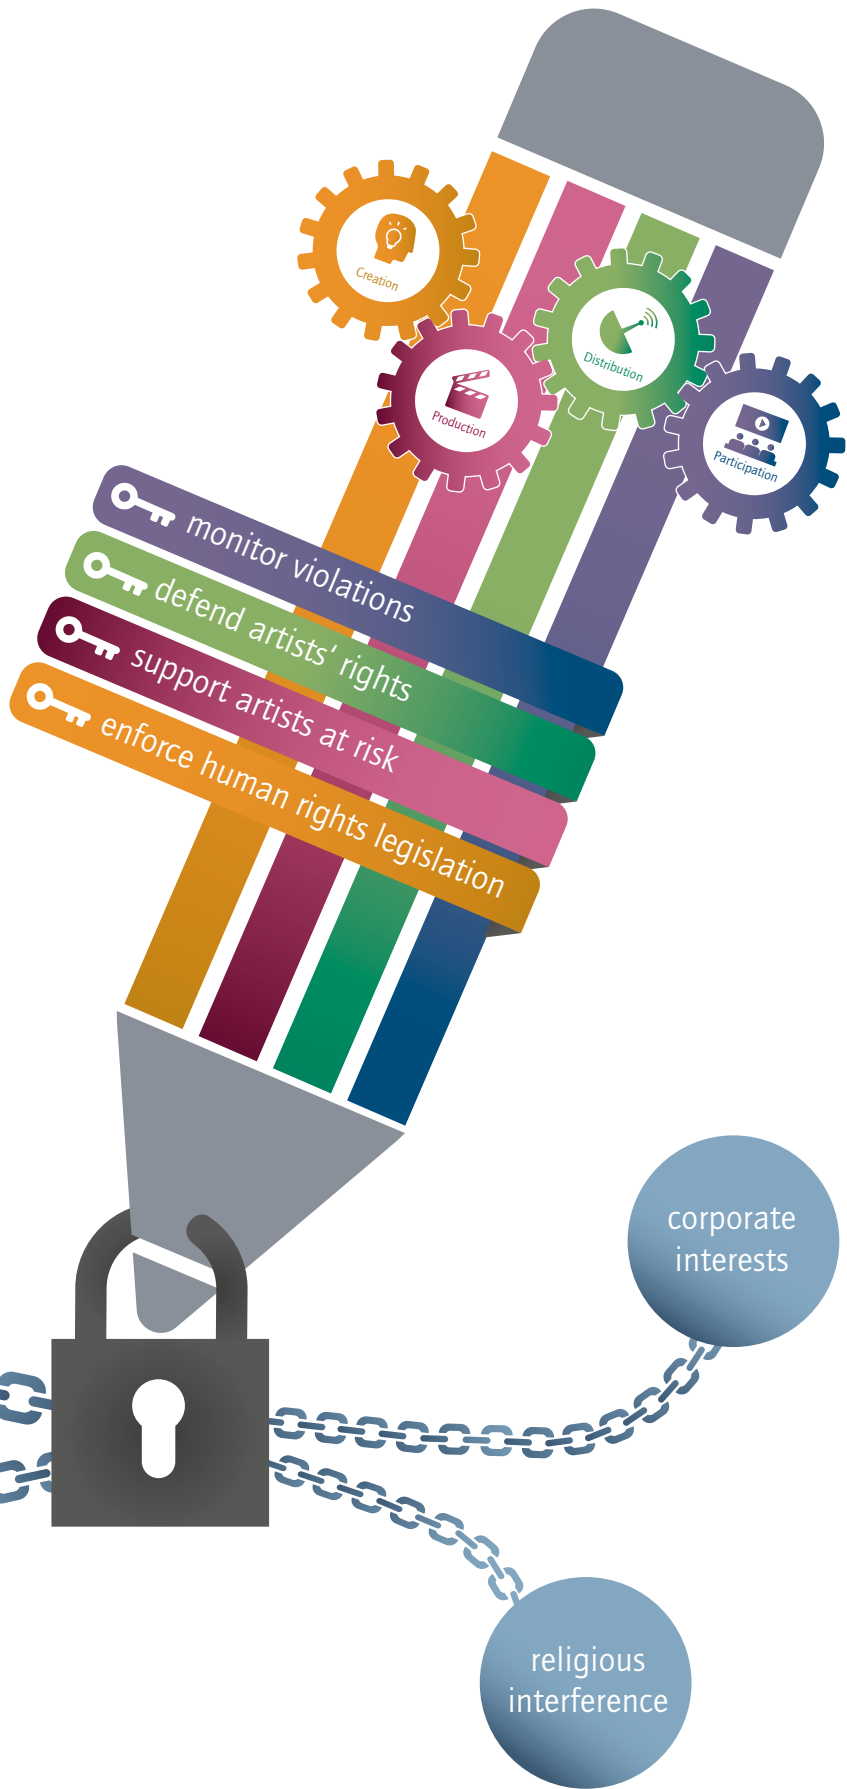 Creation
Distribution
Production
Participation
monitor violations
defend artists' rights
support artists at risk
enforce human rights legislation
corporate
interests
religious
interference